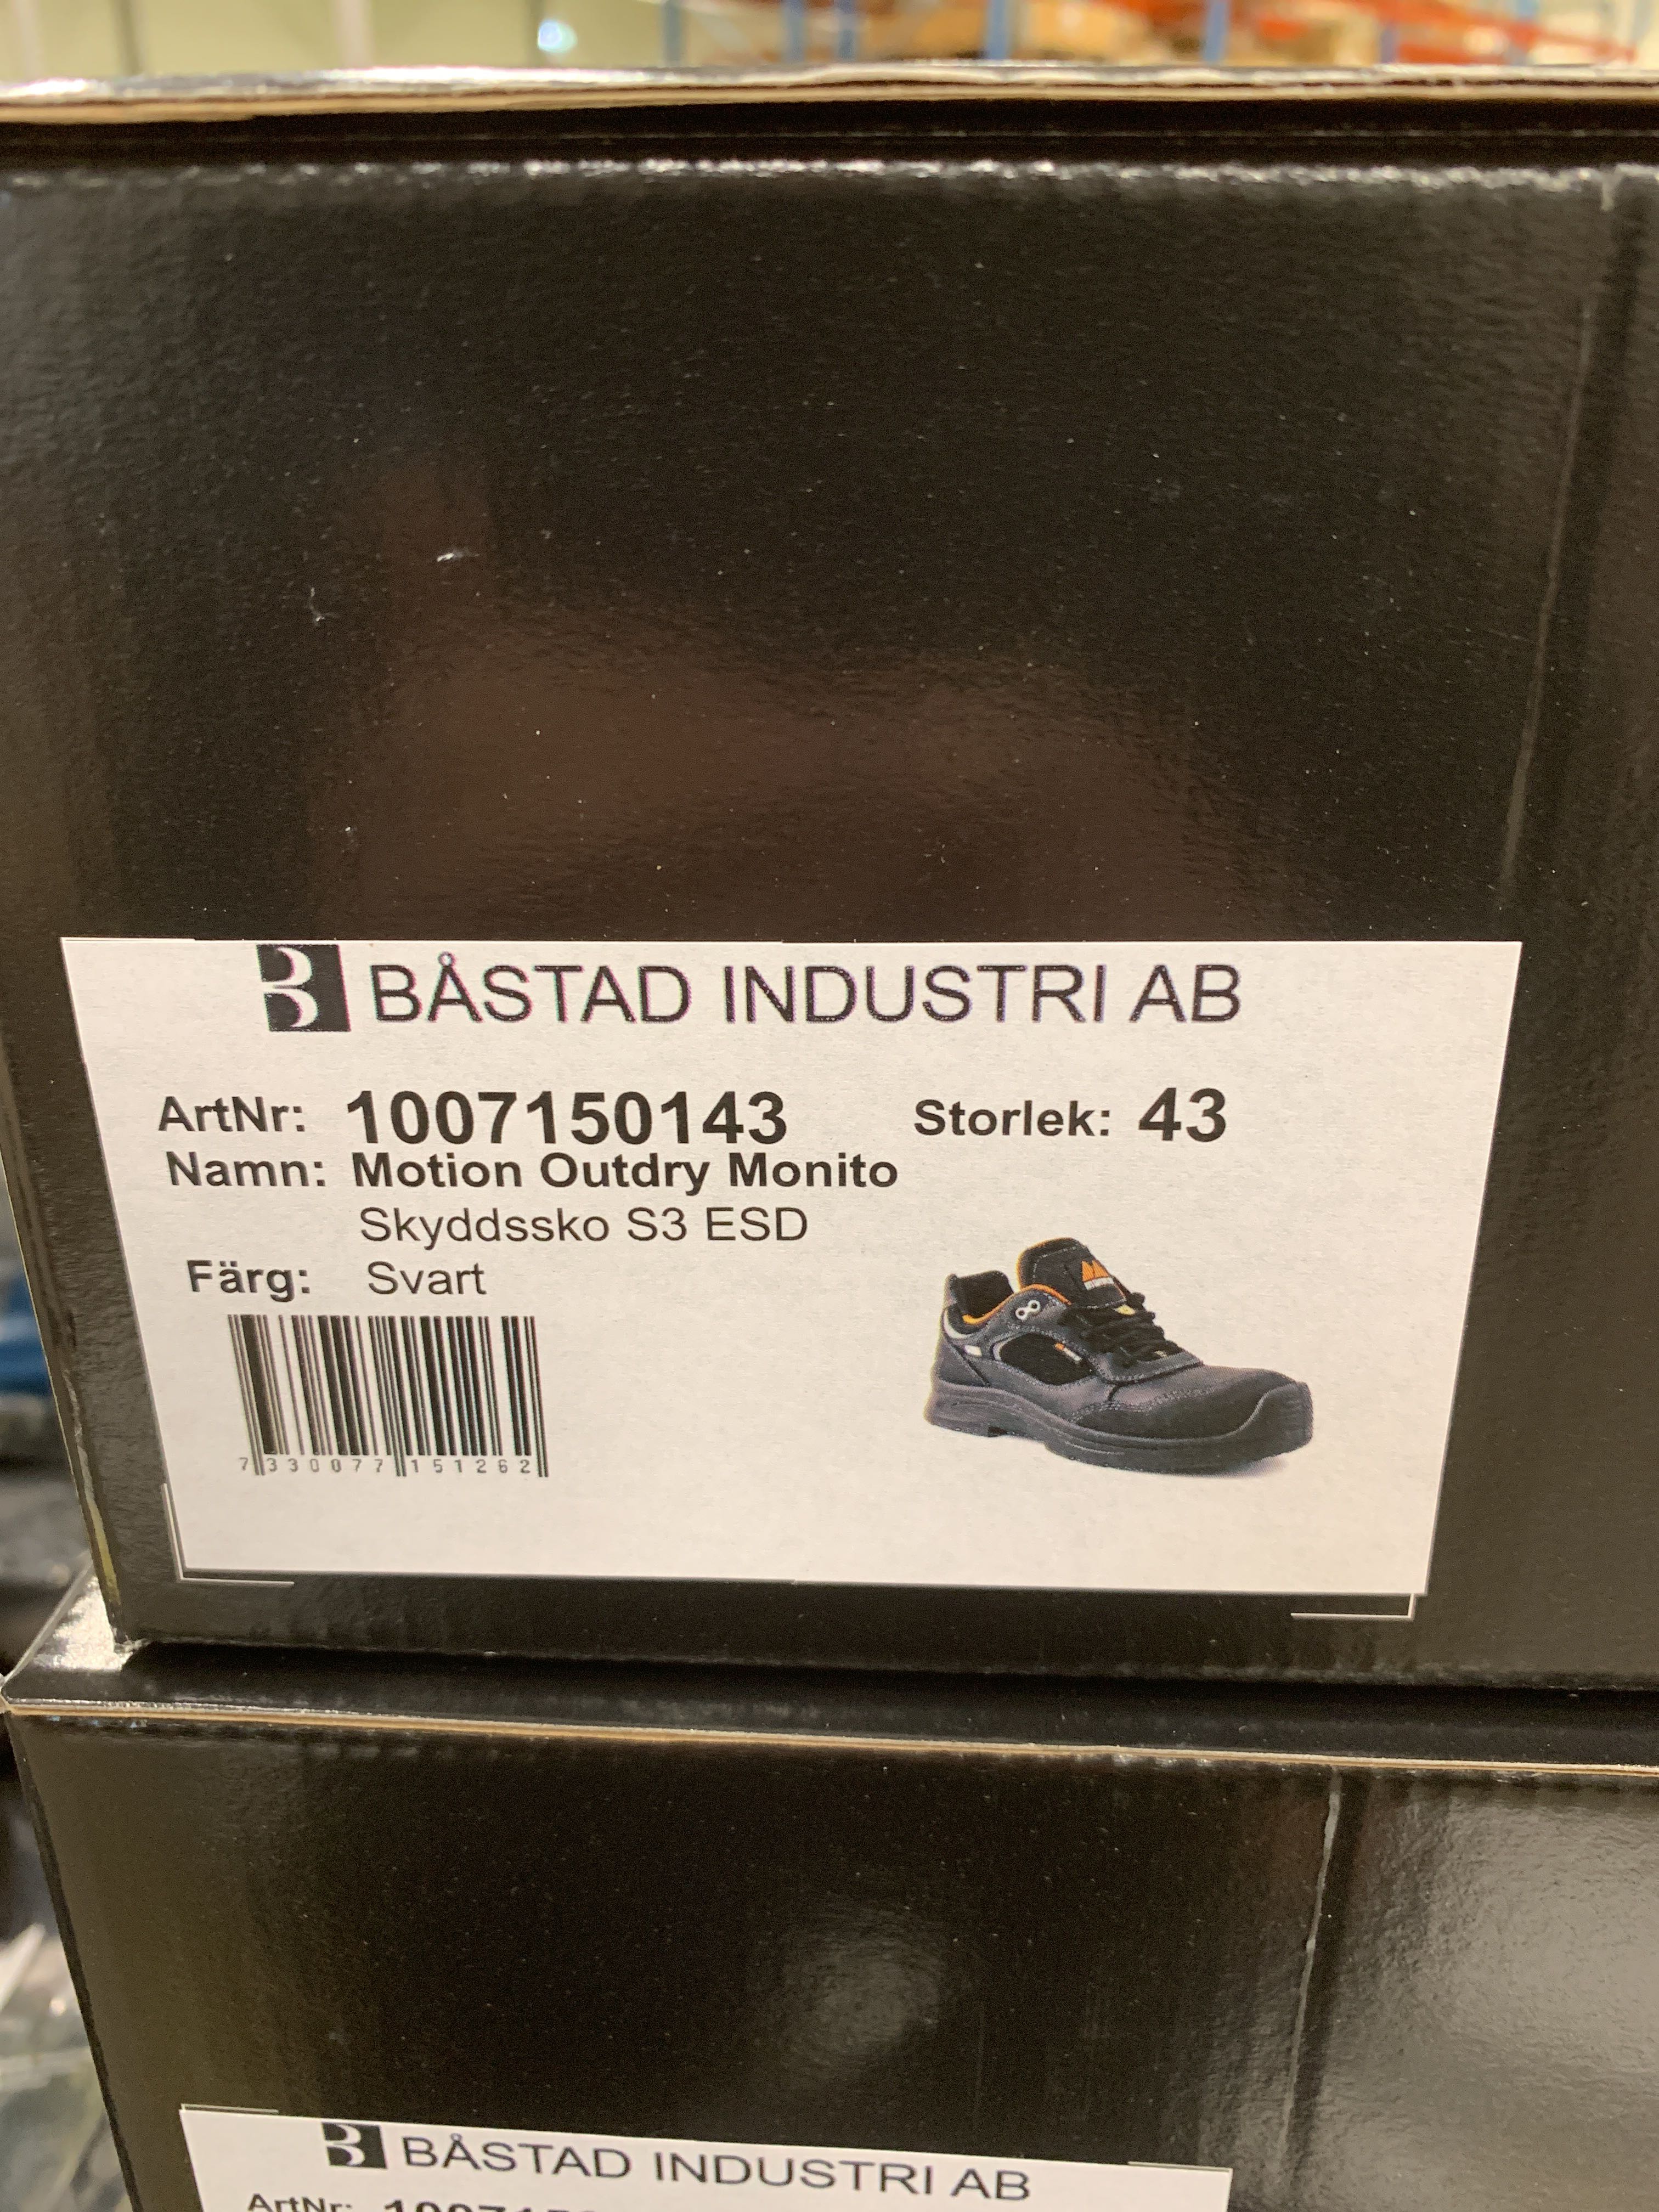 BÅSTAD INDUSTRI AB
ArtNr: 1007150143 Storlek: 43
Namn: Motion Outdry Monito
Skyddssko S3 ESD
Färg: Svart
7 330077 151262
BÅSTAD INDUSTRI AB
ArtNr: